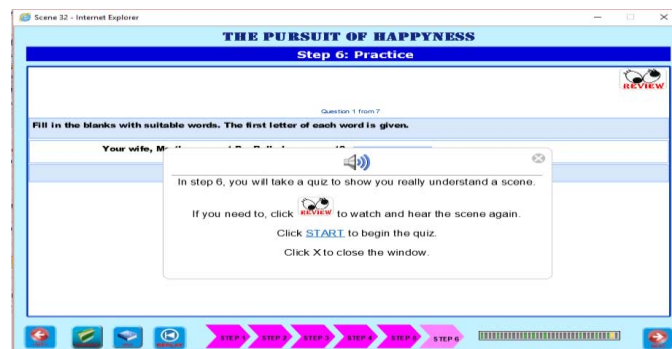 Scene 32 - Internet Explorer
THE PURSUIT OF HAPPYNESS
Step 6: Practice
REVIEW
Question 1 from 7
Fill in the blanks with suitable words. The first letter of each word is given.
Your wife,
In step 6, you will take a quiz to show you really understand a scene.
If you need to, click REVIEW to watch and hear the scene again.
Click START to begin the quiz.
Click X to close the window.
STEP 1 STEP 2 STEP 3 STEP 4 STEP 5 STEP 6